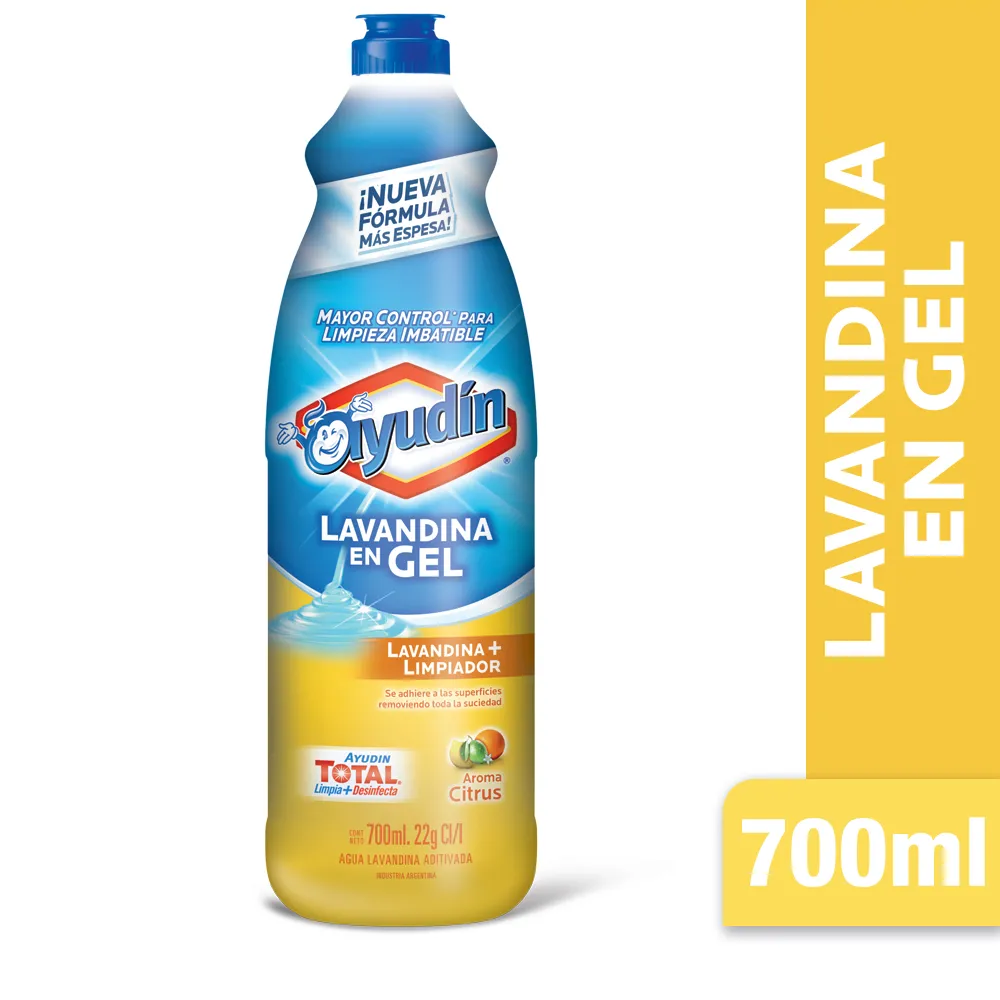 ¡NUEVA
FÓRMULA
MÁS ESPESA!
MAYOR CONTROL* PARA
LIMPIEZA IMBATIBLE
ayudín
®
LAVANDINA
EN GEL
LAVANDINA +
LIMPIADOR
Se adhiere a las superficies
removiendo toda la suciedad
AYUDIN
TOTAL®
Limpia+Desinfecta
Aroma
Citrus
CONT
NETO 700ml. 22g Cl/l
AGUA LAVANDINA ADITIVADA
INDUSTRIA ARGENTINA
LAVANDINA
EN GEL
700ml